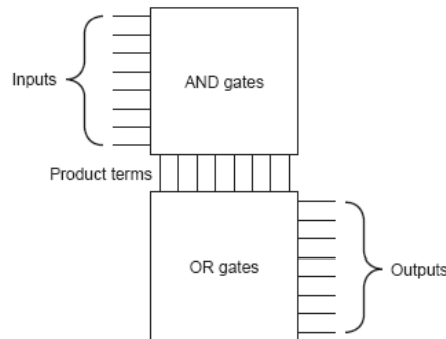 Inputs
AND gates
Product terms
OR gates
Outputs